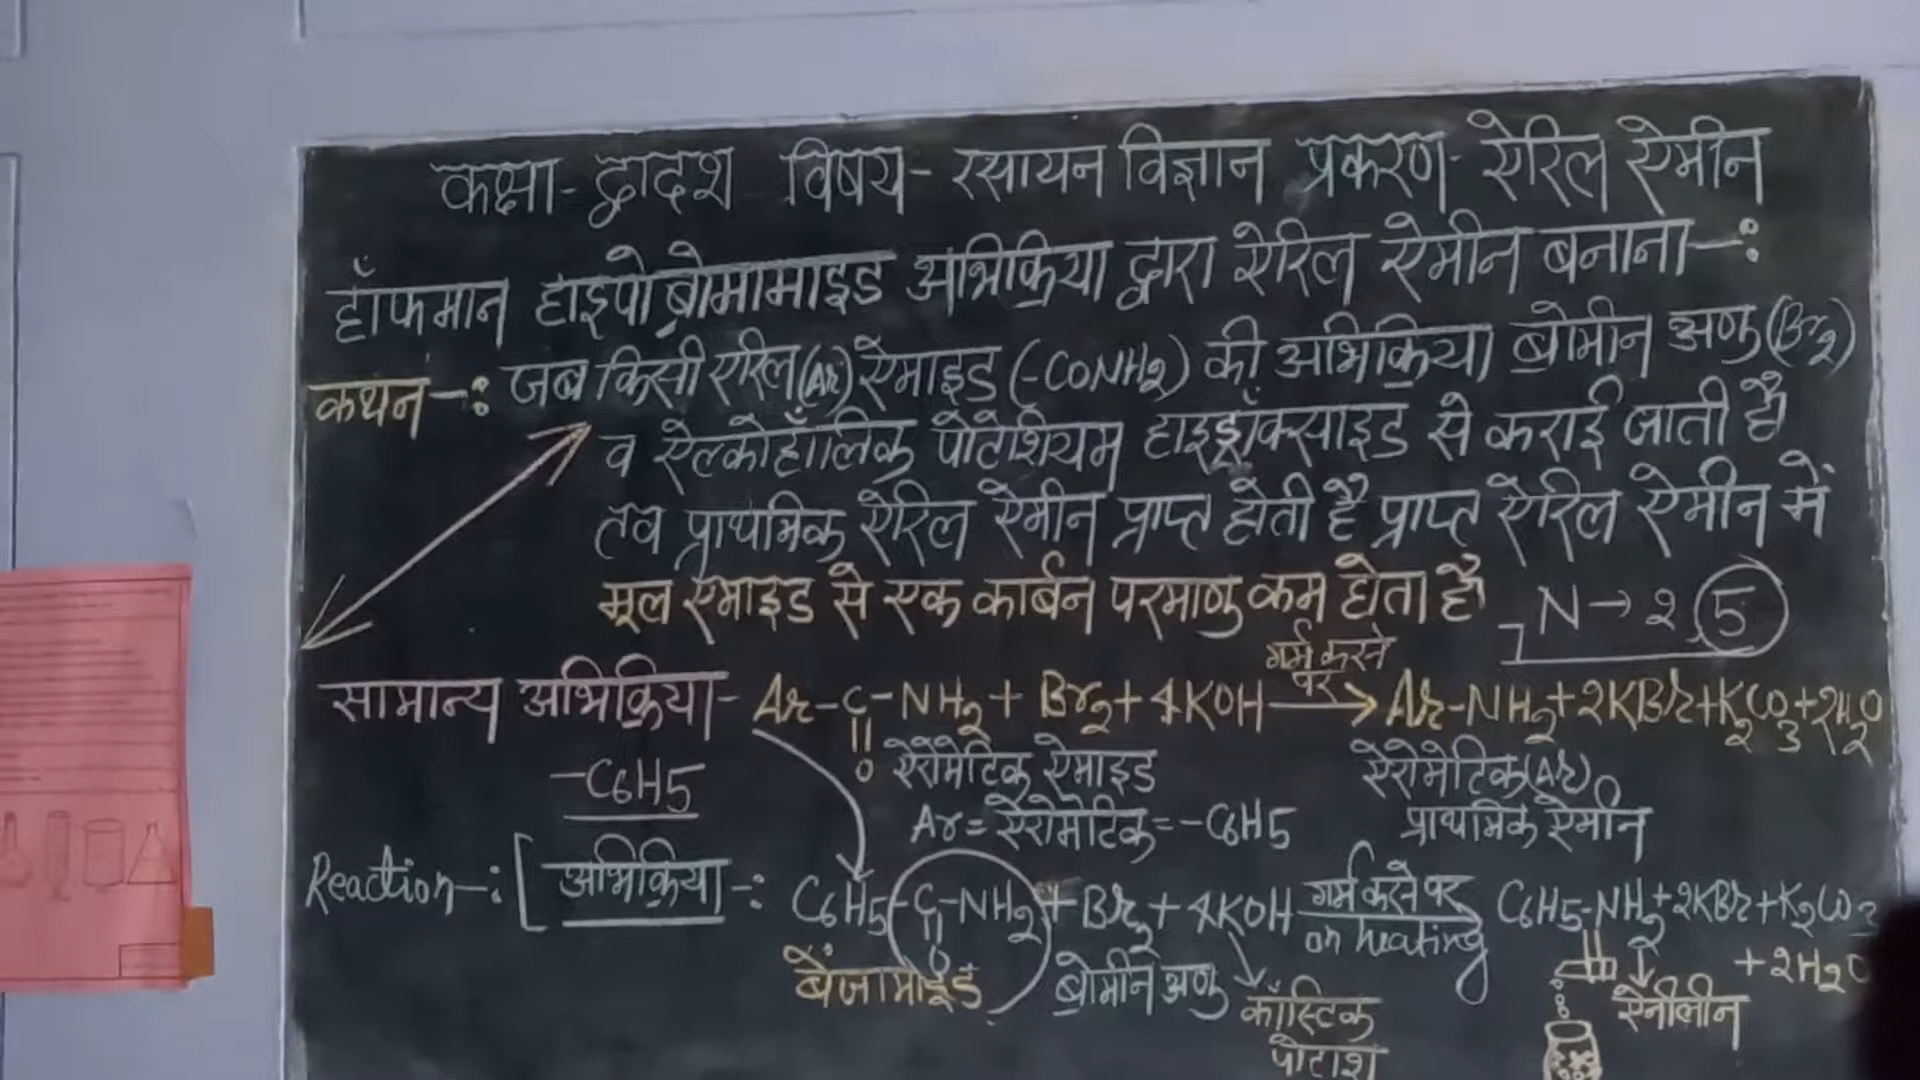 कक्षा - द्वादश विषय - रसायन विज्ञान प्रकरण - ऐरिल ऐमीन
हॉफमान हाइपो ब्रोमामाइड अभिक्रिया द्वारा ऐरिल ऐमीन बनाना -:
कथन -: जब किसी एरिल (Ar) ऐमाइड (-CONH2) की अभिक्रिया ब्रोमीन अणु (Br2)
व ऐल्कोहॉलिक पोटेशियम हाइड्रॉक्साइड से कराई जाती है
तव प्राथमिक ऐरिल ऐमीन प्राप्त होती है प्राप्त ऐरिल ऐमीन में
मूल एमाइड से एक कार्बन परमाणु कम होता है
N → 2, 5
गर्म करने पर
सामान्य अभिक्रिया - Ar-C-NH2 + Br2 + 4KOH → Ar-NH2 + 2KBr + K2CO3 + 2H2O
|| O ऐरोमेटिक ऐमाइड ऐरोमेटिक (Ar)
-C6H5 Ar = ऐरोमेटिक = -C6H5 प्राथमिक ऐमीन
Reaction -: [ अभिक्रिया -: C6H5-C-NH2 + Br2 + 4KOH गर्म करने पर C6H5-NH2 + 2KBr + K2CO3
|| O on heating + 2H2O
बेंजामाइड ब्रोमीन अणु कॉस्टिक पोटाश ऐनीलीन